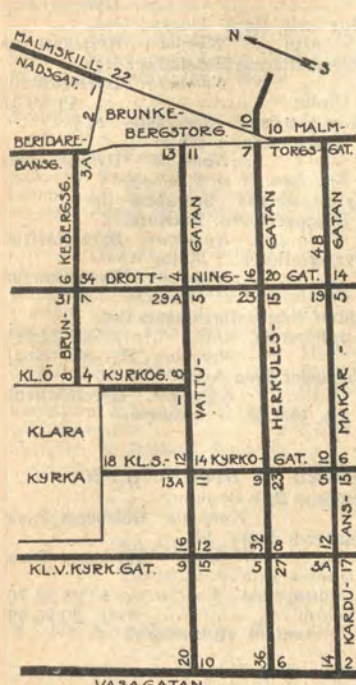 N
S
MALMSKILL- 22
NADSGAT. 1
2
BRUNKE-
BERGSTORG.
10
10 MALM-
BERIDARE-
BANSG.
3A
13 11
7
TORGSGAT.
KEBERGSG.
GATAN
GATAN
4B GATAN
6 34 DROTT- 4 NING- 16 20 GAT. 14
31 7 29A 5 23 15 19 5
BRUN-
VATTU
HERKULES-
MAKAR-
KL.Ö 8 4 KYRKOG. 8
1
KLARA
KYRKA
18 KL.S.- 12 14 KYRKO- GAT. 10 6
13A 11 9 23 5 15
ANS-
16 12 32 8 12
KL.V.KYRK.GAT. 9 15 5 27 3A 17
KARDU-
20 10 36 6 14 2
VASAGATAN